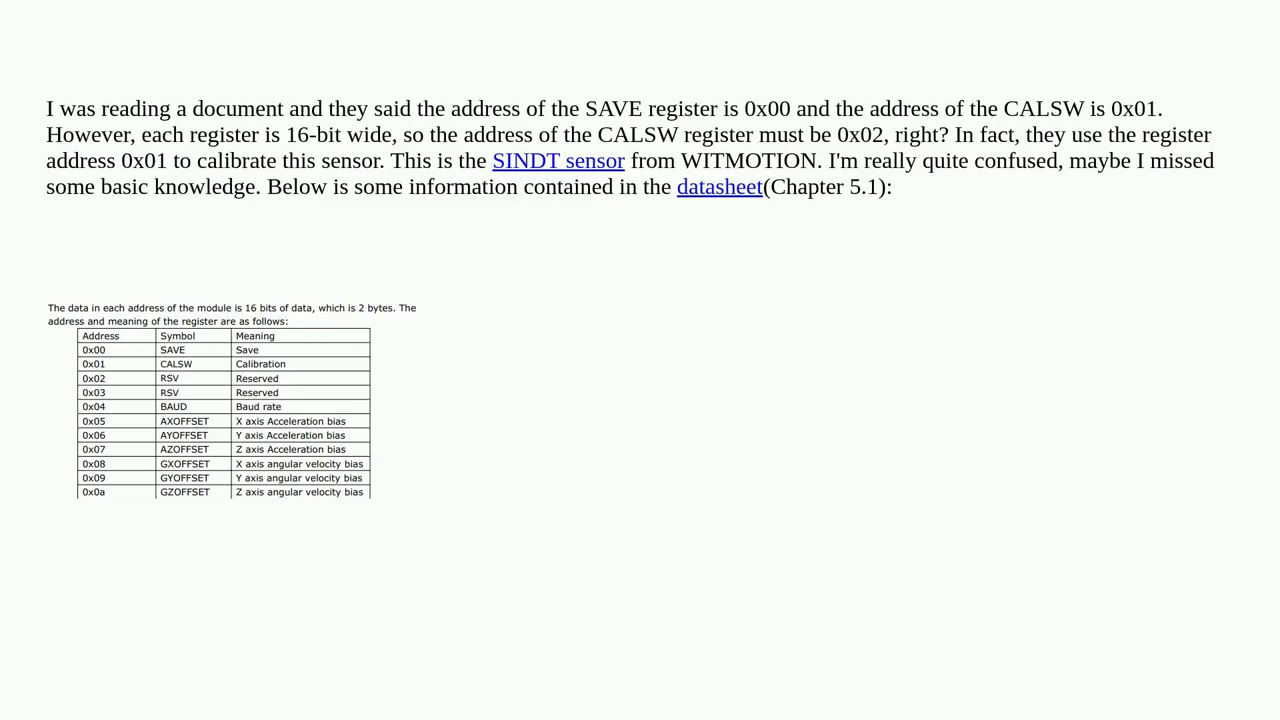 I was reading a document and they said the address of the SAVE register is 0x00 and the address of the CALSW is 0x01.
However, each register is 16-bit wide, so the address of the CALSW register must be 0x02, right? In fact, they use the register
address 0x01 to calibrate this sensor. This is the SINDT sensor from WITMOTION. I'm really quite confused, maybe I missed
some basic knowledge. Below is some information contained in the datasheet(Chapter 5.1):
The data in each address of the module is 16 bits of data, which is 2 bytes. The
address and meaning of the register are as follows:
Address Symbol Meaning
0x00 SAVE Save
0x01 CALSW Calibration
0x02 RSV Reserved
0x03 RSV Reserved
0x04 BAUD Baud rate
0x05 AXOFFSET X axis Acceleration bias
0x06 AYOFFSET Y axis Acceleration bias
0x07 AZOFFSET Z axis Acceleration bias
0x08 GXOFFSET X axis angular velocity bias
0x09 GYOFFSET Y axis angular velocity bias
0x0a GZOFFSET Z axis angular velocity bias